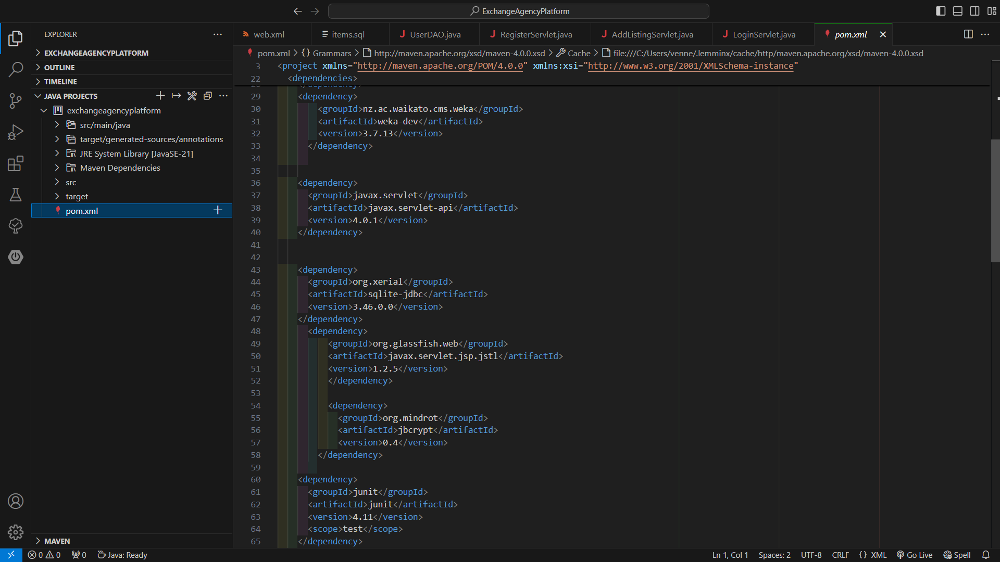 ExchangeAgencyPlatform
EXPLORER
EXCHANGEAGENCYPLATFORM
OUTLINE
TIMELINE
JAVA PROJECTS
exchangeagencyplatform
src/main/java
target/generated-sources/annotations
JRE System Library [JavaSE-21]
Maven Dependencies
src
target
pom.xml
MAVEN
web.xml
items.sql
UserDAO.java
RegisterServlet.java
AddListingServlet.java
LoginServlet.java
pom.xml
pom.xml > {} Grammars > http://maven.apache.org/xsd/maven-4.0.0.xsd > Cache > file:///C:/Users/venne/.lemminx/cache/http/maven.apache.org/xsd/maven-4.0.0.xsd
3 <project xmlns="http://maven.apache.org/POM/4.0.0" xmlns:xsi="http://www.w3.org/2001/XMLSchema-instance"
22 <dependencies>
29 <dependency>
30 <groupId>nz.ac.waikato.cms.weka</groupId>
31 <artifactId>weka-dev</artifactId>
32 <version>3.7.13</version>
33 </dependency>
34
35
36 <dependency>
37 <groupId>javax.servlet</groupId>
38 <artifactId>javax.servlet-api</artifactId>
39 <version>4.0.1</version>
40 </dependency>
41
42
43 <dependency>
44 <groupId>org.xerial</groupId>
45 <artifactId>sqlite-jdbc</artifactId>
46 <version>3.46.0.0</version>
47 </dependency>
48 <dependency>
49 <groupId>org.glassfish.web</groupId>
50 <artifactId>javax.servlet.jsp.jstl</artifactId>
51 <version>1.2.5</version>
52 </dependency>
53
54 <dependency>
55 <groupId>org.mindrot</groupId>
56 <artifactId>jbcrypt</artifactId>
57 <version>0.4</version>
58 </dependency>
59
60 <dependency>
61 <groupId>junit</groupId>
62 <artifactId>junit</artifactId>
63 <version>4.11</version>
64 <scope>test</scope>
65 </dependency>
0 0 0 Java: Ready
Ln 1, Col 1 Spaces: 2 UTF-8 CRLF {} XML Go Live Spell